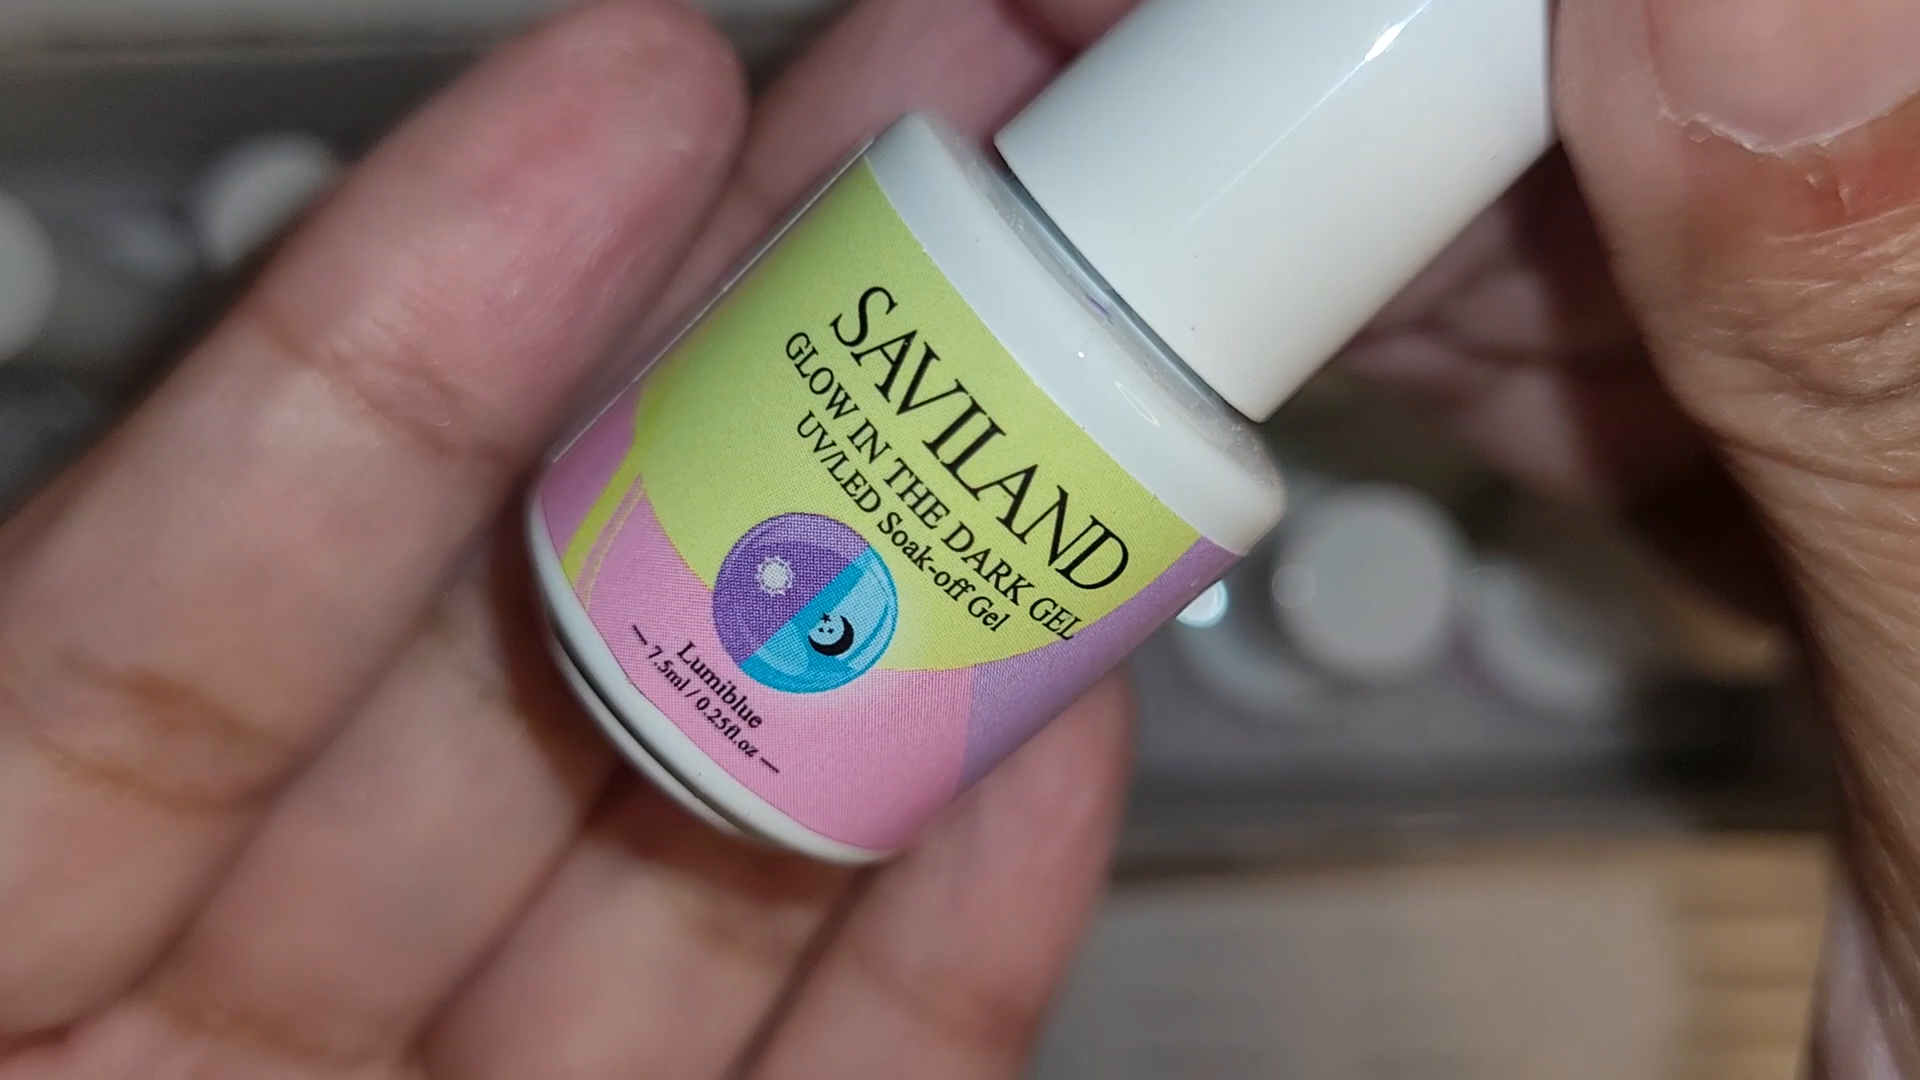 SAVILAND
GLOW IN THE DARK GEL
UV/LED Soak-off Gel
Lumiblue
— 7.5ml / 0.25fl.oz —